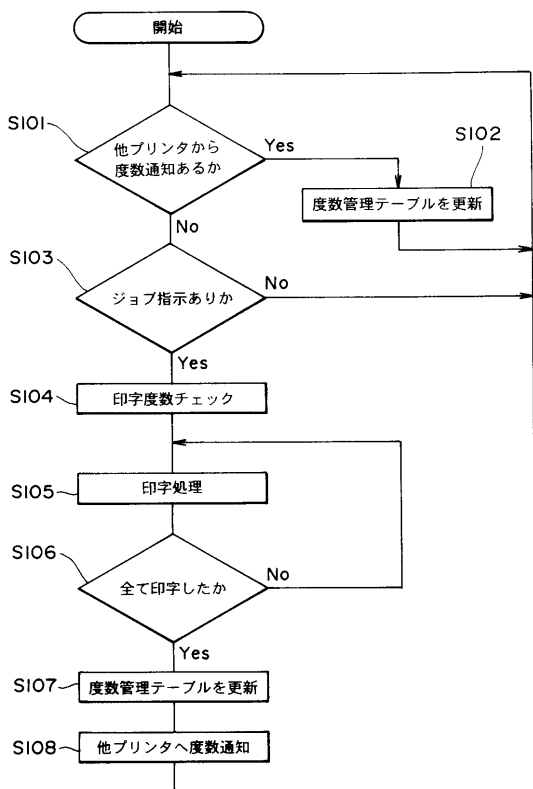 開始
S101
他プリンタから
度数通知あるか
Yes
S102
度数管理テーブルを更新
No
S103
ジョブ指示ありか
No
Yes
S104
印字度数チェック
S105
印字処理
S106
全て印字したか
No
Yes
S107
度数管理テーブルを更新
S108
他プリンタへ度数通知